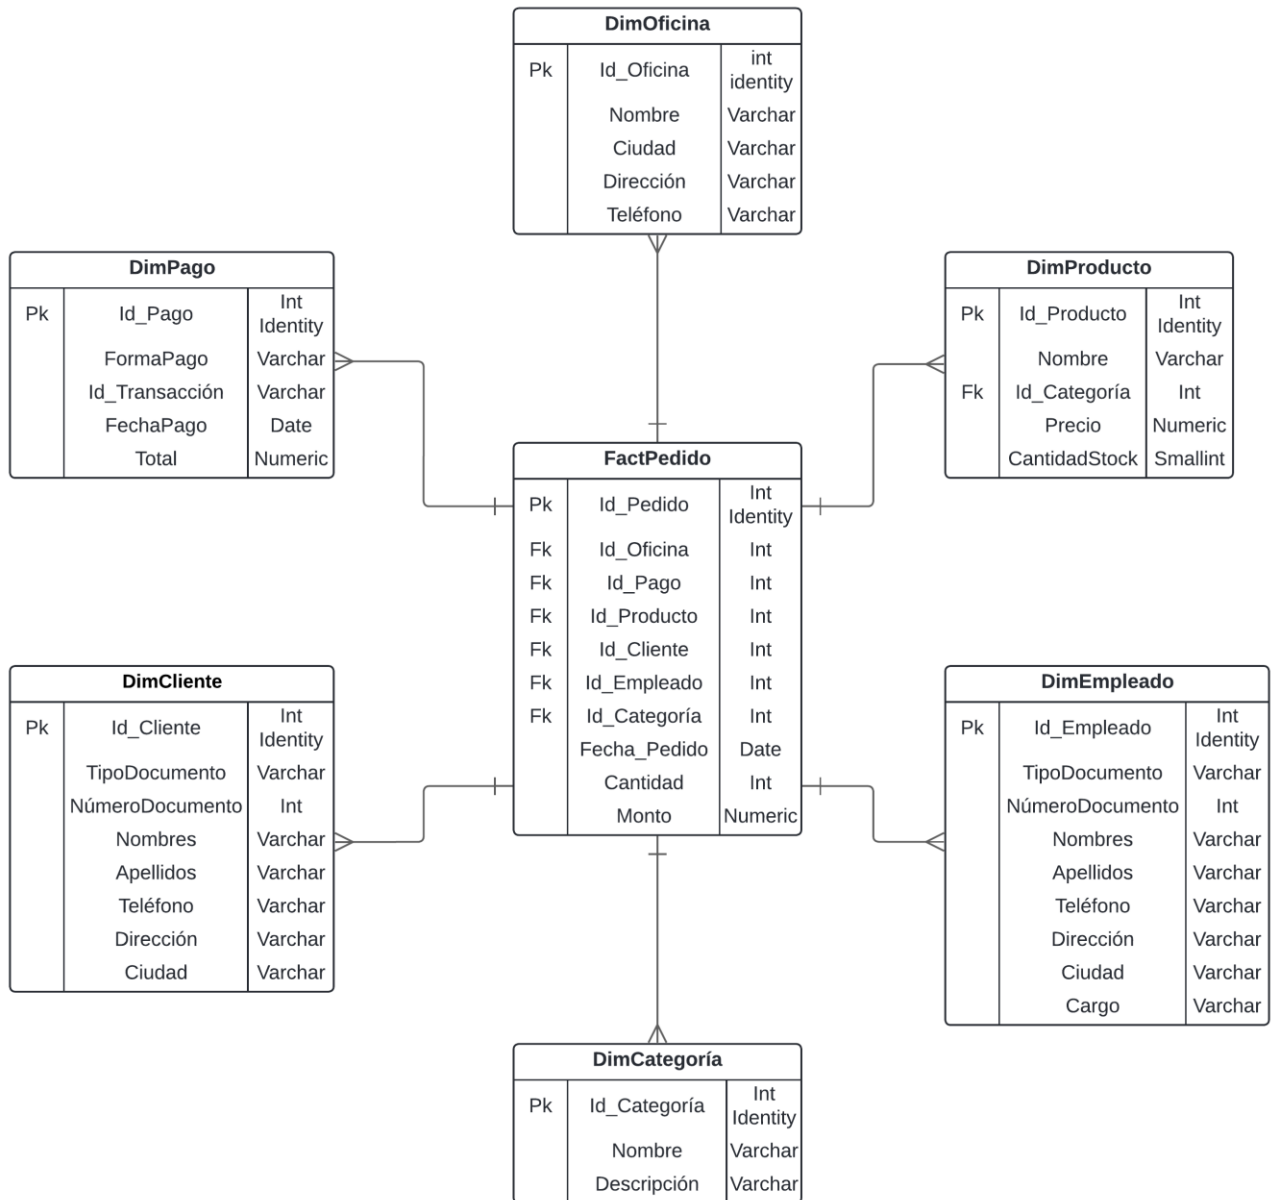 DimOficina
Pk Id_Oficina int identity
Nombre Varchar
Ciudad Varchar
Dirección Varchar
Teléfono Varchar
DimPago
Pk Id_Pago Int Identity
FormaPago Varchar
Id_Transacción Varchar
FechaPago Date
Total Numeric
DimProducto
Pk Id_Producto Int Identity
Nombre Varchar
Fk Id_Categoría Int
Precio Numeric
CantidadStock Smallint
FactPedido
Pk Id_Pedido Int Identity
Fk Id_Oficina Int
Fk Id_Pago Int
Fk Id_Producto Int
Fk Id_Cliente Int
Fk Id_Empleado Int
Fk Id_Categoría Int
Fecha_Pedido Date
Cantidad Int
Monto Numeric
DimCliente
Pk Id_Cliente Int Identity
TipoDocumento Varchar
NúmeroDocumento Int
Nombres Varchar
Apellidos Varchar
Teléfono Varchar
Dirección Varchar
Ciudad Varchar
DimEmpleado
Pk Id_Empleado Int Identity
TipoDocumento Varchar
NúmeroDocumento Int
Nombres Varchar
Apellidos Varchar
Teléfono Varchar
Dirección Varchar
Ciudad Varchar
Cargo Varchar
DimCategoría
Pk Id_Categoría Int Identity
Nombre Varchar
Descripción Varchar